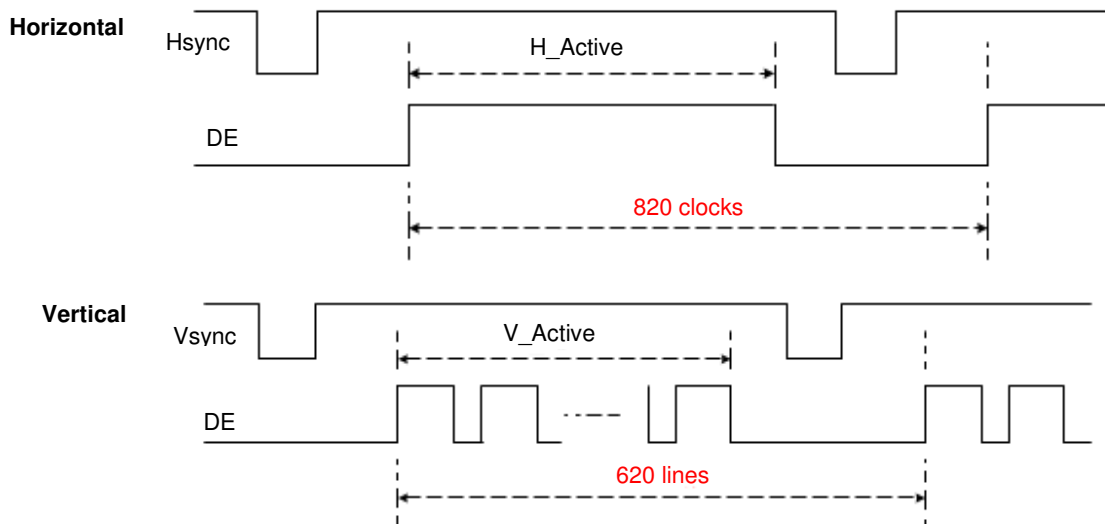 Horizontal
Hsync
H_Active
DE
820 clocks
Vertical
Vsync
V_Active
DE
620 lines